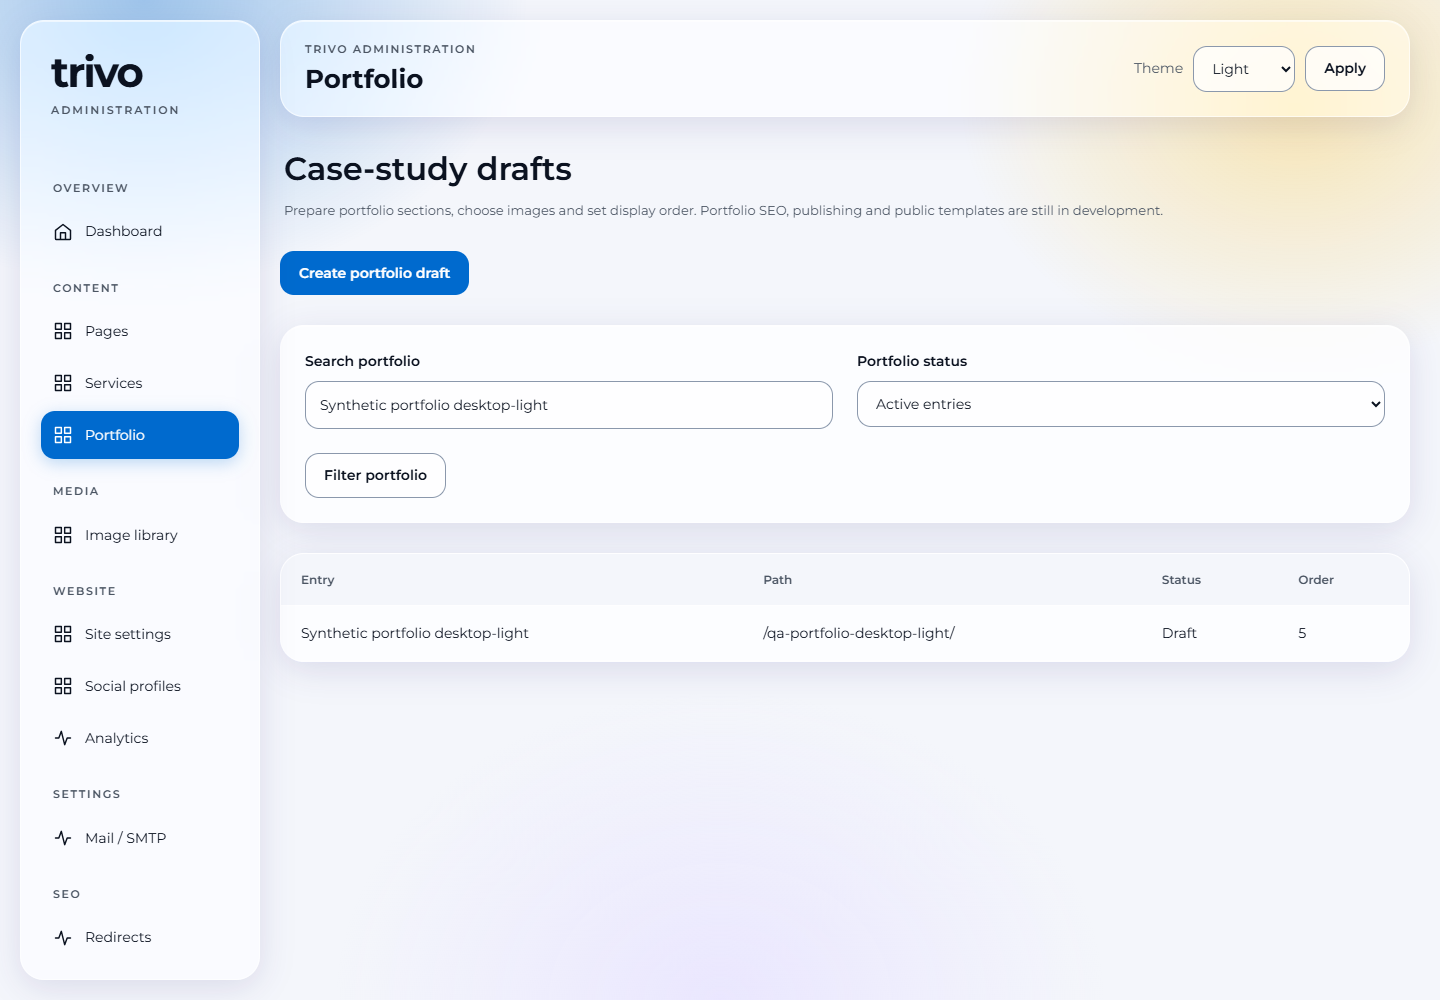 trivo
ADMINISTRATION
OVERVIEW
Dashboard
CONTENT
Pages
Services
Portfolio
MEDIA
Image library
WEBSITE
Site settings
Social profiles
Analytics
SETTINGS
Mail / SMTP
SEO
Redirects
TRIVO ADMINISTRATION
Portfolio
Theme Light Apply
Case-study drafts
Prepare portfolio sections, choose images and set display order. Portfolio SEO, publishing and public templates are still in development.
Create portfolio draft
Search portfolio Portfolio status
Synthetic portfolio desktop-light Active entries
Filter portfolio
Entry Path Status Order
Synthetic portfolio desktop-light /qa-portfolio-desktop-light/ Draft 5